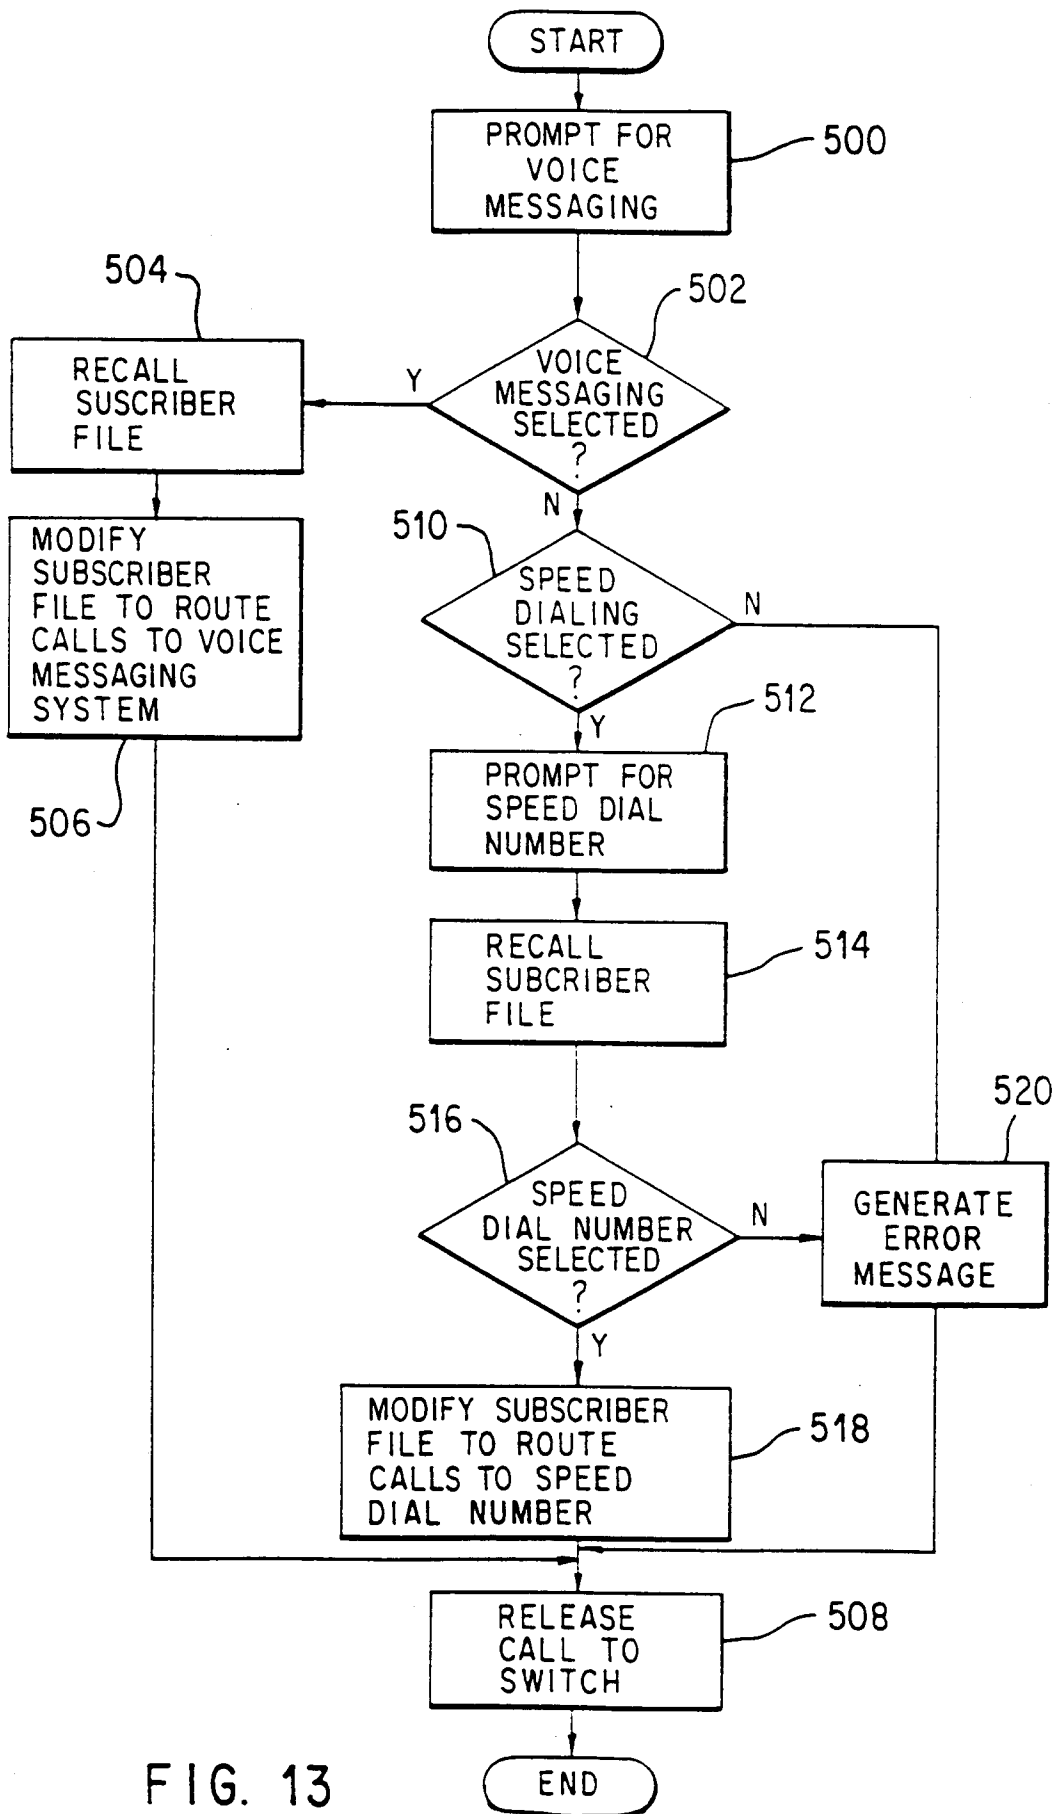 START
PROMPT FOR
VOICE
MESSAGING
500
504
502
RECALL
SUSCRIBER
FILE
Y
VOICE
MESSAGING
SELECTED
?
N
MODIFY
SUBSCRIBER
FILE TO ROUTE
CALLS TO VOICE
MESSAGING
SYSTEM
506
510
SPEED
DIALING
SELECTED
?
N
Y
512
PROMPT FOR
SPEED DIAL
NUMBER
RECALL
SUBCRIBER
FILE
514
516
SPEED
DIAL NUMBER
SELECTED
?
N
Y
520
GENERATE
ERROR
MESSAGE
MODIFY SUBSCRIBER
FILE TO ROUTE
CALLS TO SPEED
DIAL NUMBER
518
RELEASE
CALL TO
SWITCH
508
END
FIG. 13